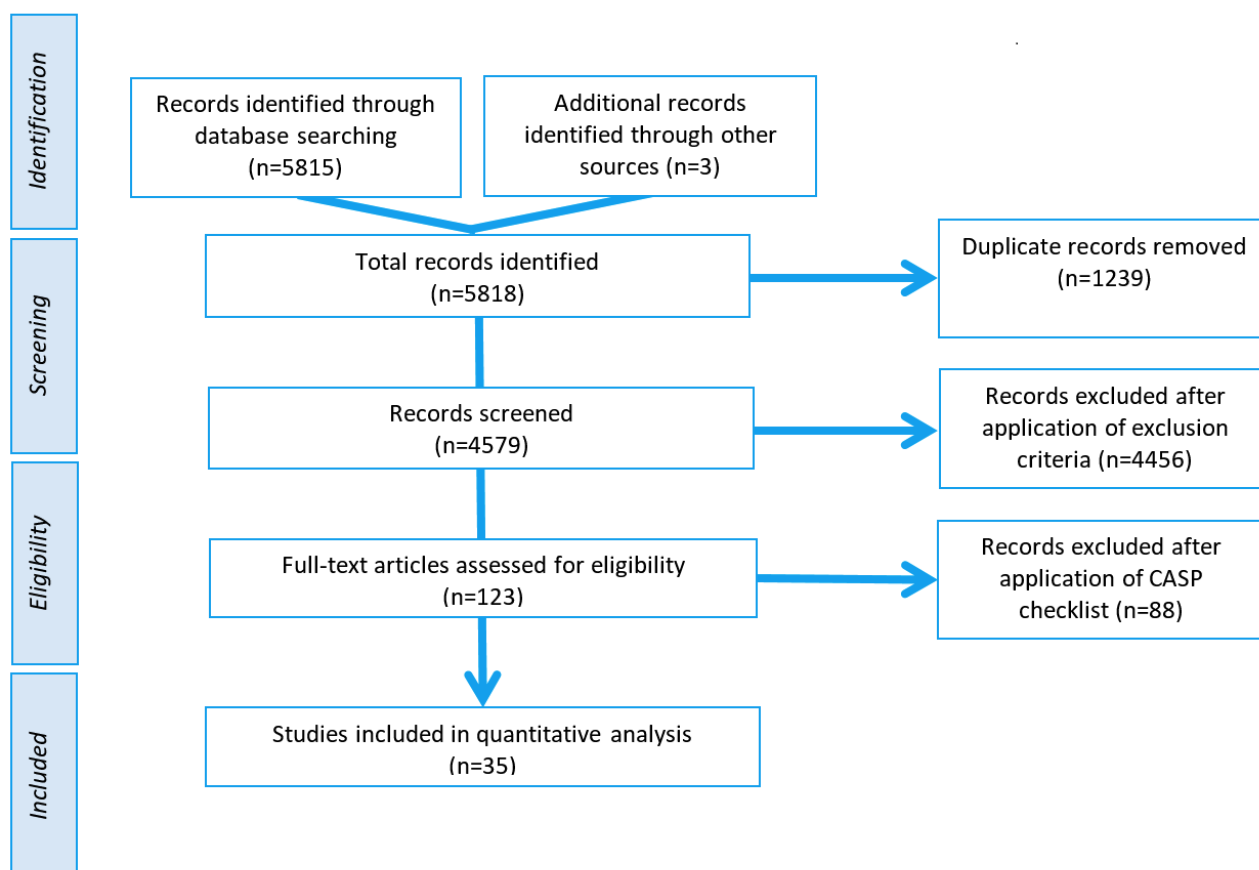 Identification
Records identified through
database searching
(n=5815)
Additional records
identified through other
sources (n=3)
Screening
Total records identified
(n=5818)
Duplicate records removed
(n=1239)
Records screened
(n=4579)
Records excluded after
application of exclusion
criteria (n=4456)
Eligibility
Full-text articles assessed for eligibility
(n=123)
Records excluded after
application of CASP
checklist (n=88)
Included
Studies included in quantitative analysis
(n=35)